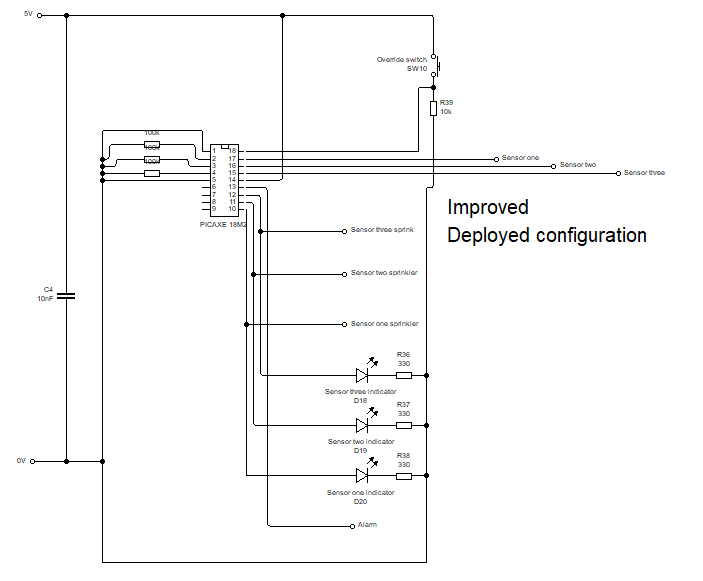 5V
Override switch
SW10
R39
10k
100k
100k
100k
1 18
2 17
3 16
4 15
5 14
6 13
7 12
8 11
9 10
PICAXE 18M2
Sensor one
Sensor two
Sensor three
Improved
Deployed configuration
Sensor three sprink
Sensor two sprinkler
Sensor one sprinkler
C4
10nF
R36
330
Sensor three indicator
D18
R37
330
Sensor two indicator
D19
R38
330
Sensor one indicator
D20
0V
Alarm